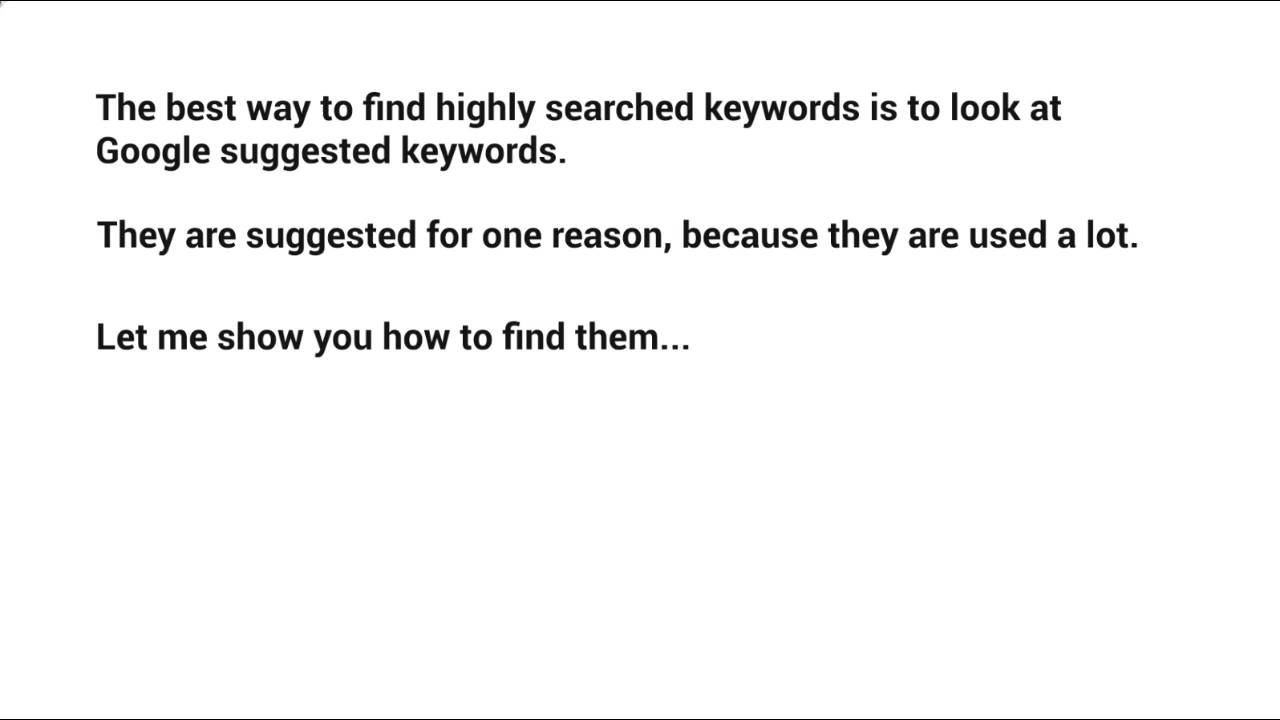 The best way to find highly searched keywords is to look at
Google suggested keywords.
They are suggested for one reason, because they are used a lot.
Let me show you how to find them...